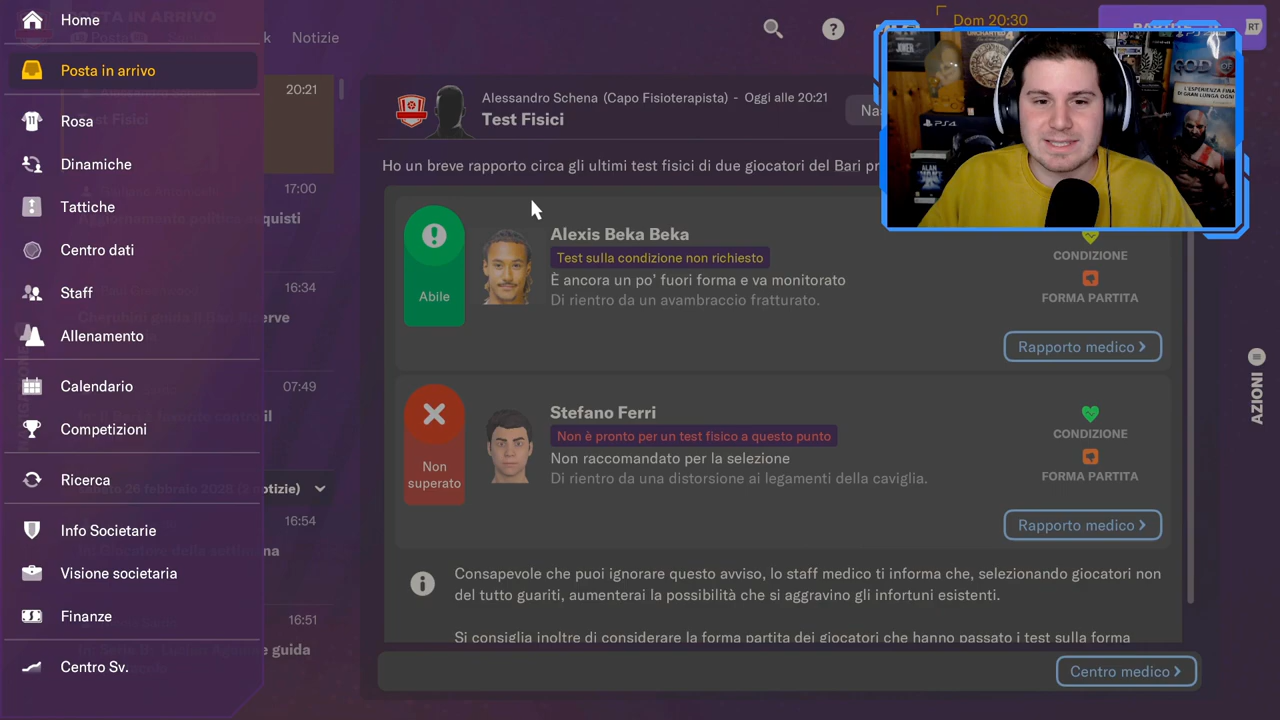 Home
POSTA IN ARRIVO
Notizie
Dom 20:30
RT
Posta in arrivo
20:21
Rosa
Dinamiche
17:00
Tattiche
Centro dati
16:34
Staff
Allenamento
Calendario
07:49
Competizioni
Ricerca
16:54
Info Societarie
Visione societaria
Finanze
16:51
Centro Sv.
Alessandro Schena (Capo Fisioterapista) - Oggi alle 20:21
Test Fisici
Ho un breve rapporto circa gli ultimi test fisici di due giocatori del Bari
Abile
Alexis Beka Beka
Test sulla condizione non richiesto
È ancora un po' fuori forma e va monitorato
Di rientro da un avambraccio fratturato.
CONDIZIONE
FORMA PARTITA
Rapporto medico
Non
superato
Stefano Ferri
Non è pronto per un test fisico a questo punto
Non raccomandato per la selezione
Di rientro da una distorsione ai legamenti della caviglia.
CONDIZIONE
FORMA PARTITA
Rapporto medico
Consapevole che puoi ignorare questo avviso, lo staff medico ti informa che, selezionando giocatori non
del tutto guariti, aumenterai la possibilità che si aggravino gli infortuni esistenti.
Si consiglia inoltre di considerare la forma partita dei giocatori che hanno passato i test sulla forma
Centro medico
AZIONI
PS4
GOD OF